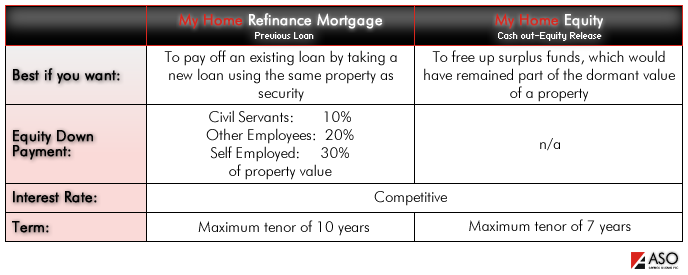 My Home Refinance Mortgage
Previous Loan
My Home Equity
Cash out-Equity Release
Best if you want:
To pay off an existing loan by taking a
new loan using the same property as
security
To free up surplus funds, which would
have remained part of the dormant value
of a property
Equity Down
Payment:
Civil Servants: 10%
Other Employees: 20%
Self Employed: 30%
of property value
n/a
Interest Rate:
Competitive
Term:
Maximum tenor of 10 years
Maximum tenor of 7 years
ASO